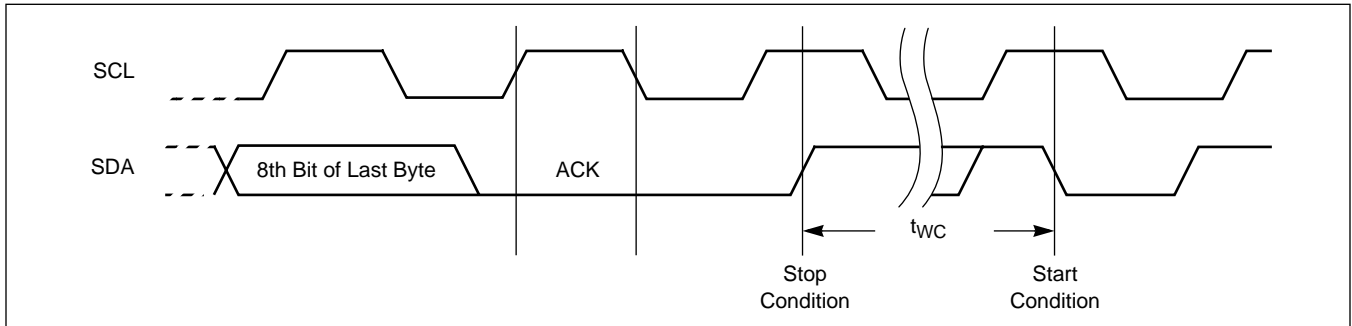 SCL
SDA
8th Bit of Last Byte
ACK
tWC
Stop
Condition
Start
Condition